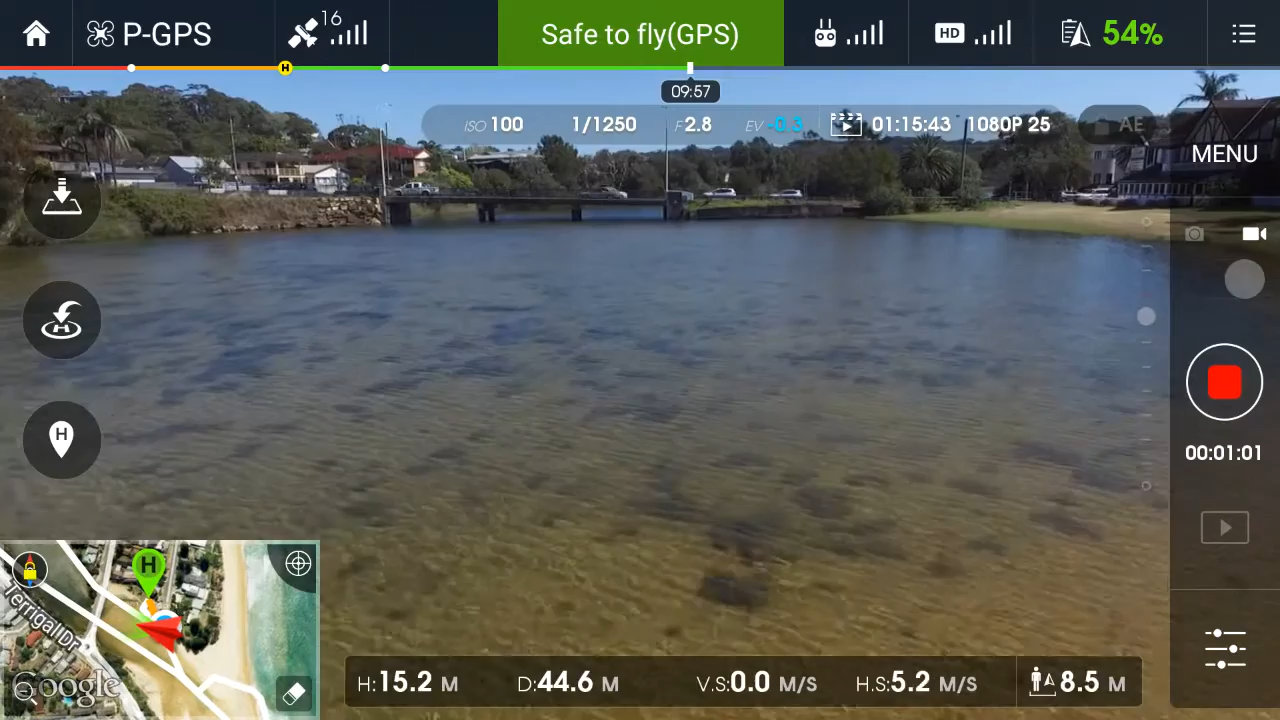 P-GPS
16
Safe to fly(GPS)
HD
54%
H
09:57
ISO 100 1/1250 F 2.8 EV -0.3 01:15:43 1080P 25
AE
MENU
H
H
00:01:01
H
Terrigal Dr
Google
H: 15.2 M D: 44.6 M V.S: 0.0 M/S H.S: 5.2 M/S 8.5 M